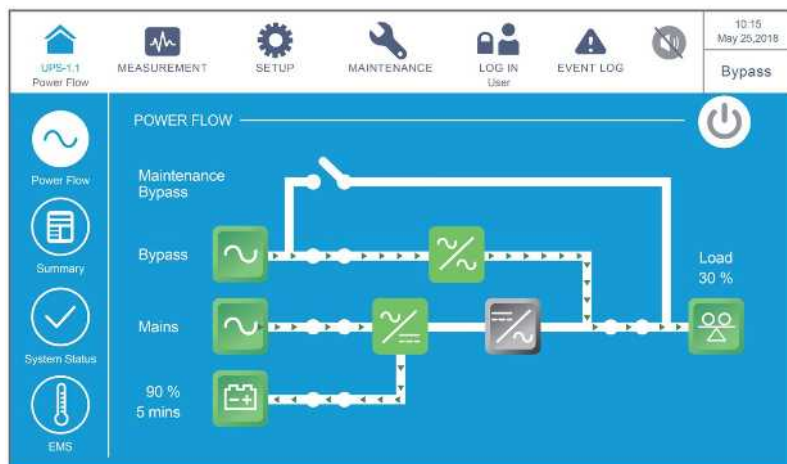 UPS-1.1
Power Flow
MEASUREMENT
SETUP
MAINTENANCE
LOG IN
User
EVENT LOG
10:15
May 25,2018
Bypass
Power Flow
Summary
System Status
EMS
POWER FLOW
Maintenance
Bypass
Bypass
Load
30 %
Mains
90 %
5 mins